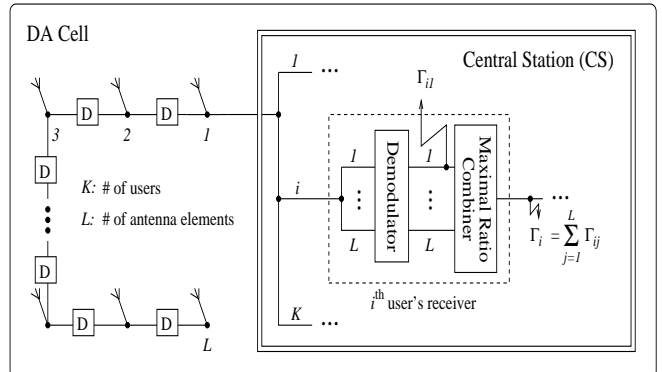 DA Cell
Central Station (CS)
1 ...
Γi1
D D
3 2 1
D
K: # of users
L: # of antenna elements
D
D D
L
i
1
L
Demodulator
1
L
Maximal Ratio
Combiner
...
Γi = ∑ L j=1 Γij
i th user's receiver
K ...